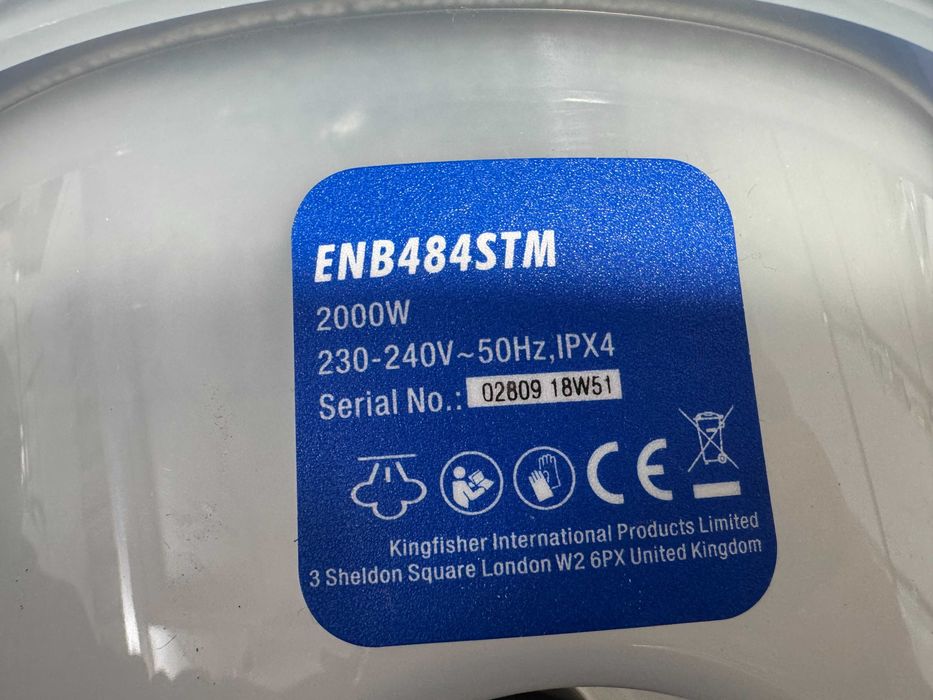 ENB484STM
2000W
230-240V~50Hz,IPX4
Serial No.: 02809 18W51
CE
Kingfisher International Products Limited
3 Sheldon Square London W2 6PX United Kingdom